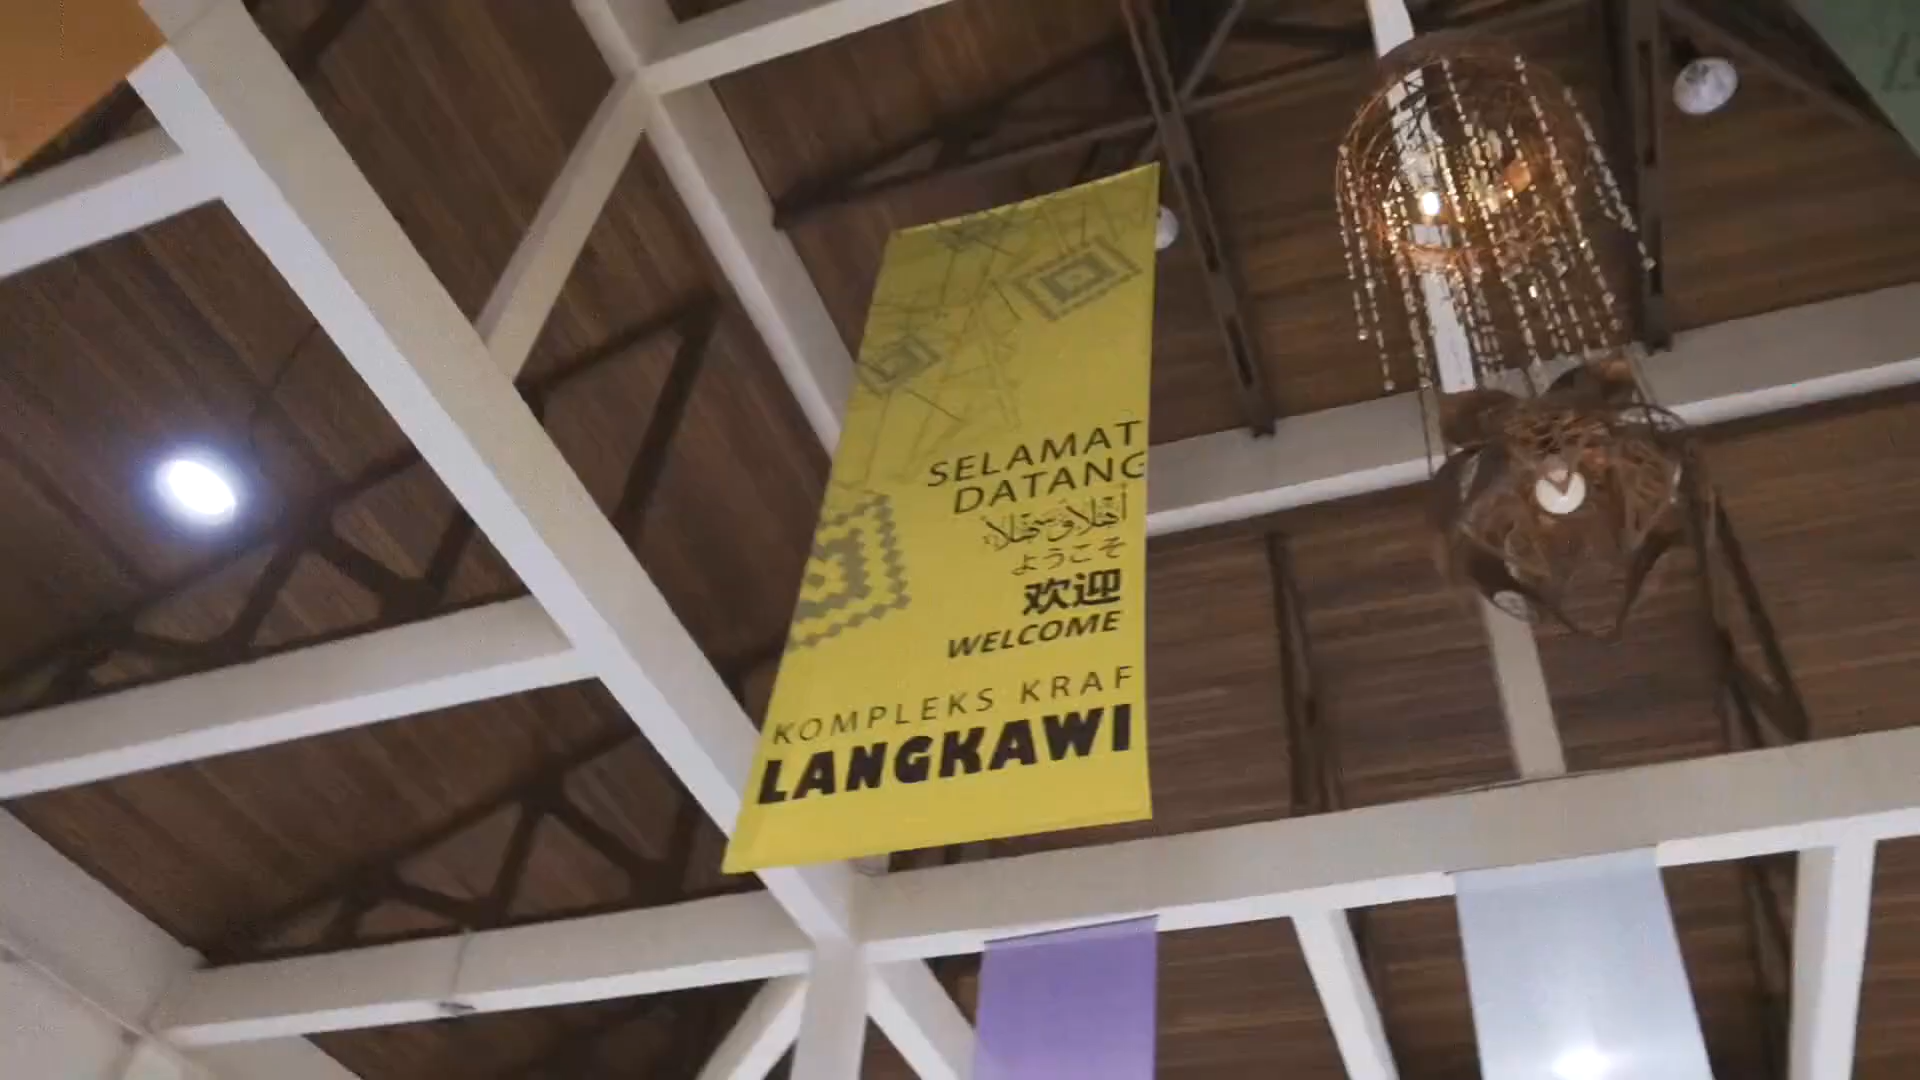 SELAMAT
DATANG
أهلا وسهلا
ようこそ
欢迎
WELCOME
KOMPLEKS KRAF
LANGKAWI